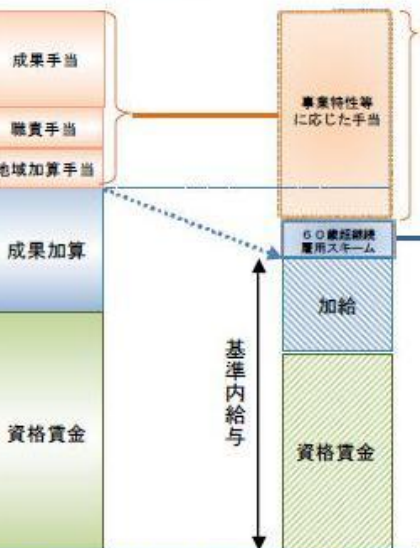 成果手当
職責手当
地域加算手当
成果加算
資格賃金
事業特性等
に応じた手当
60歳超継続
雇用スキーム
加給
基準内給与
資格賃金